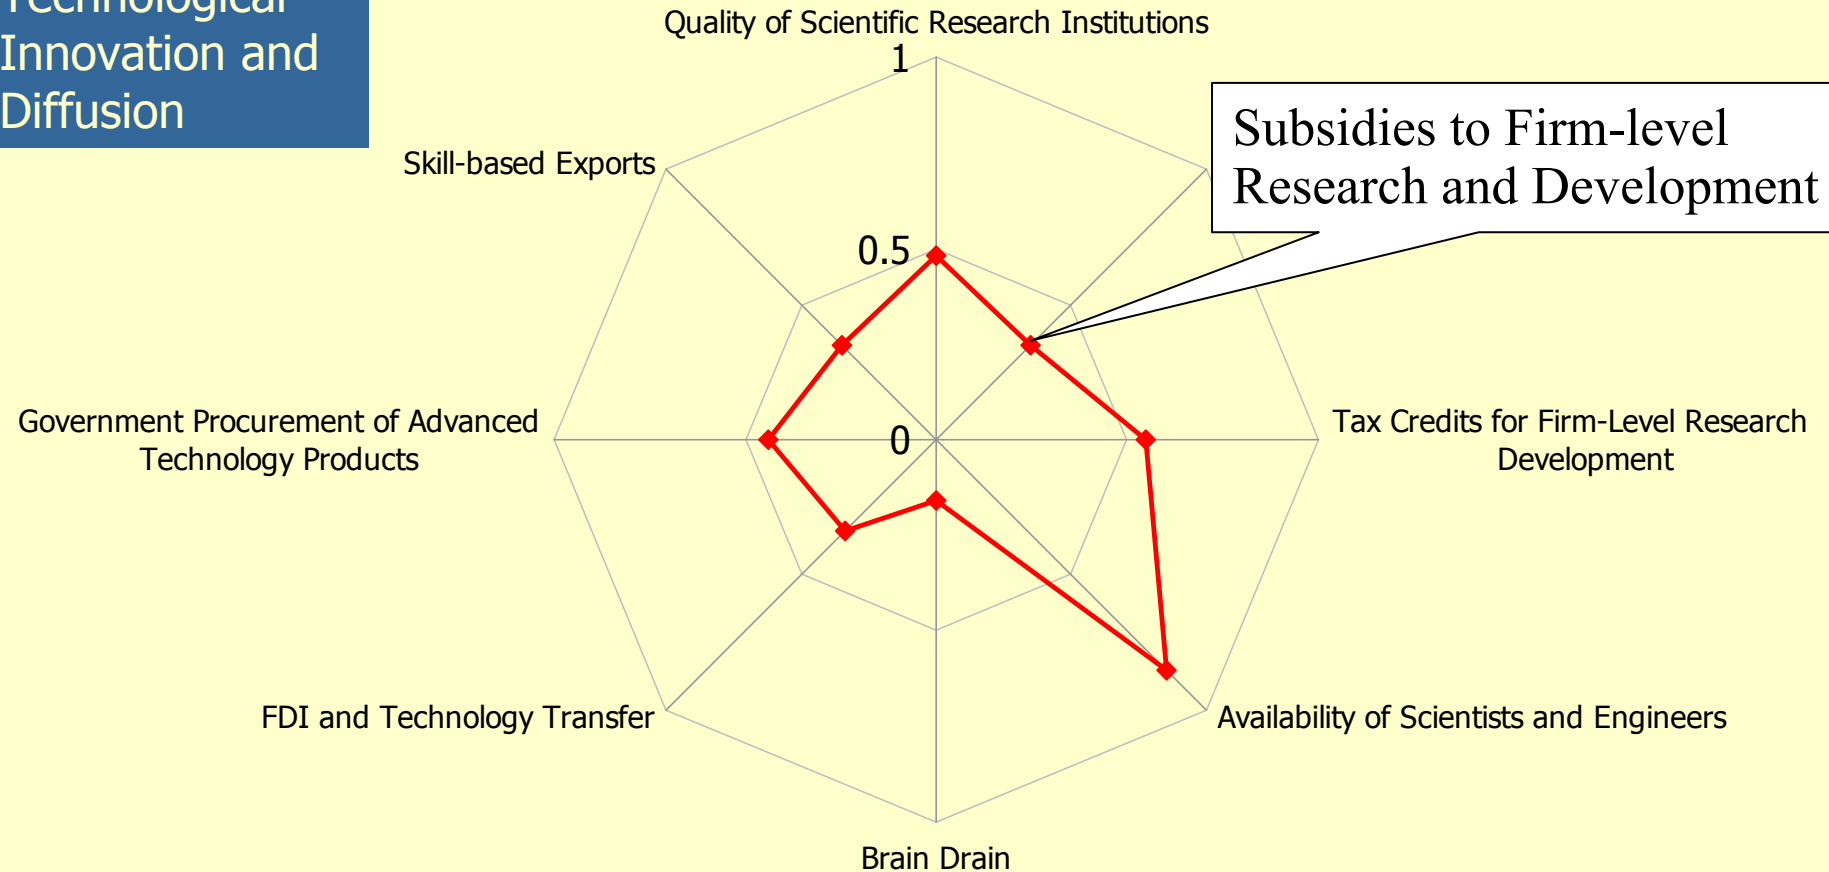 Technological
Innovation and
Diffusion
Quality of Scientific Research Institutions
1
Subsidies to Firm-level
Research and Development
Skill-based Exports
0.5
Government Procurement of Advanced
Technology Products
0
Tax Credits for Firm-Level Research
Development
FDI and Technology Transfer
Availability of Scientists and Engineers
Brain Drain